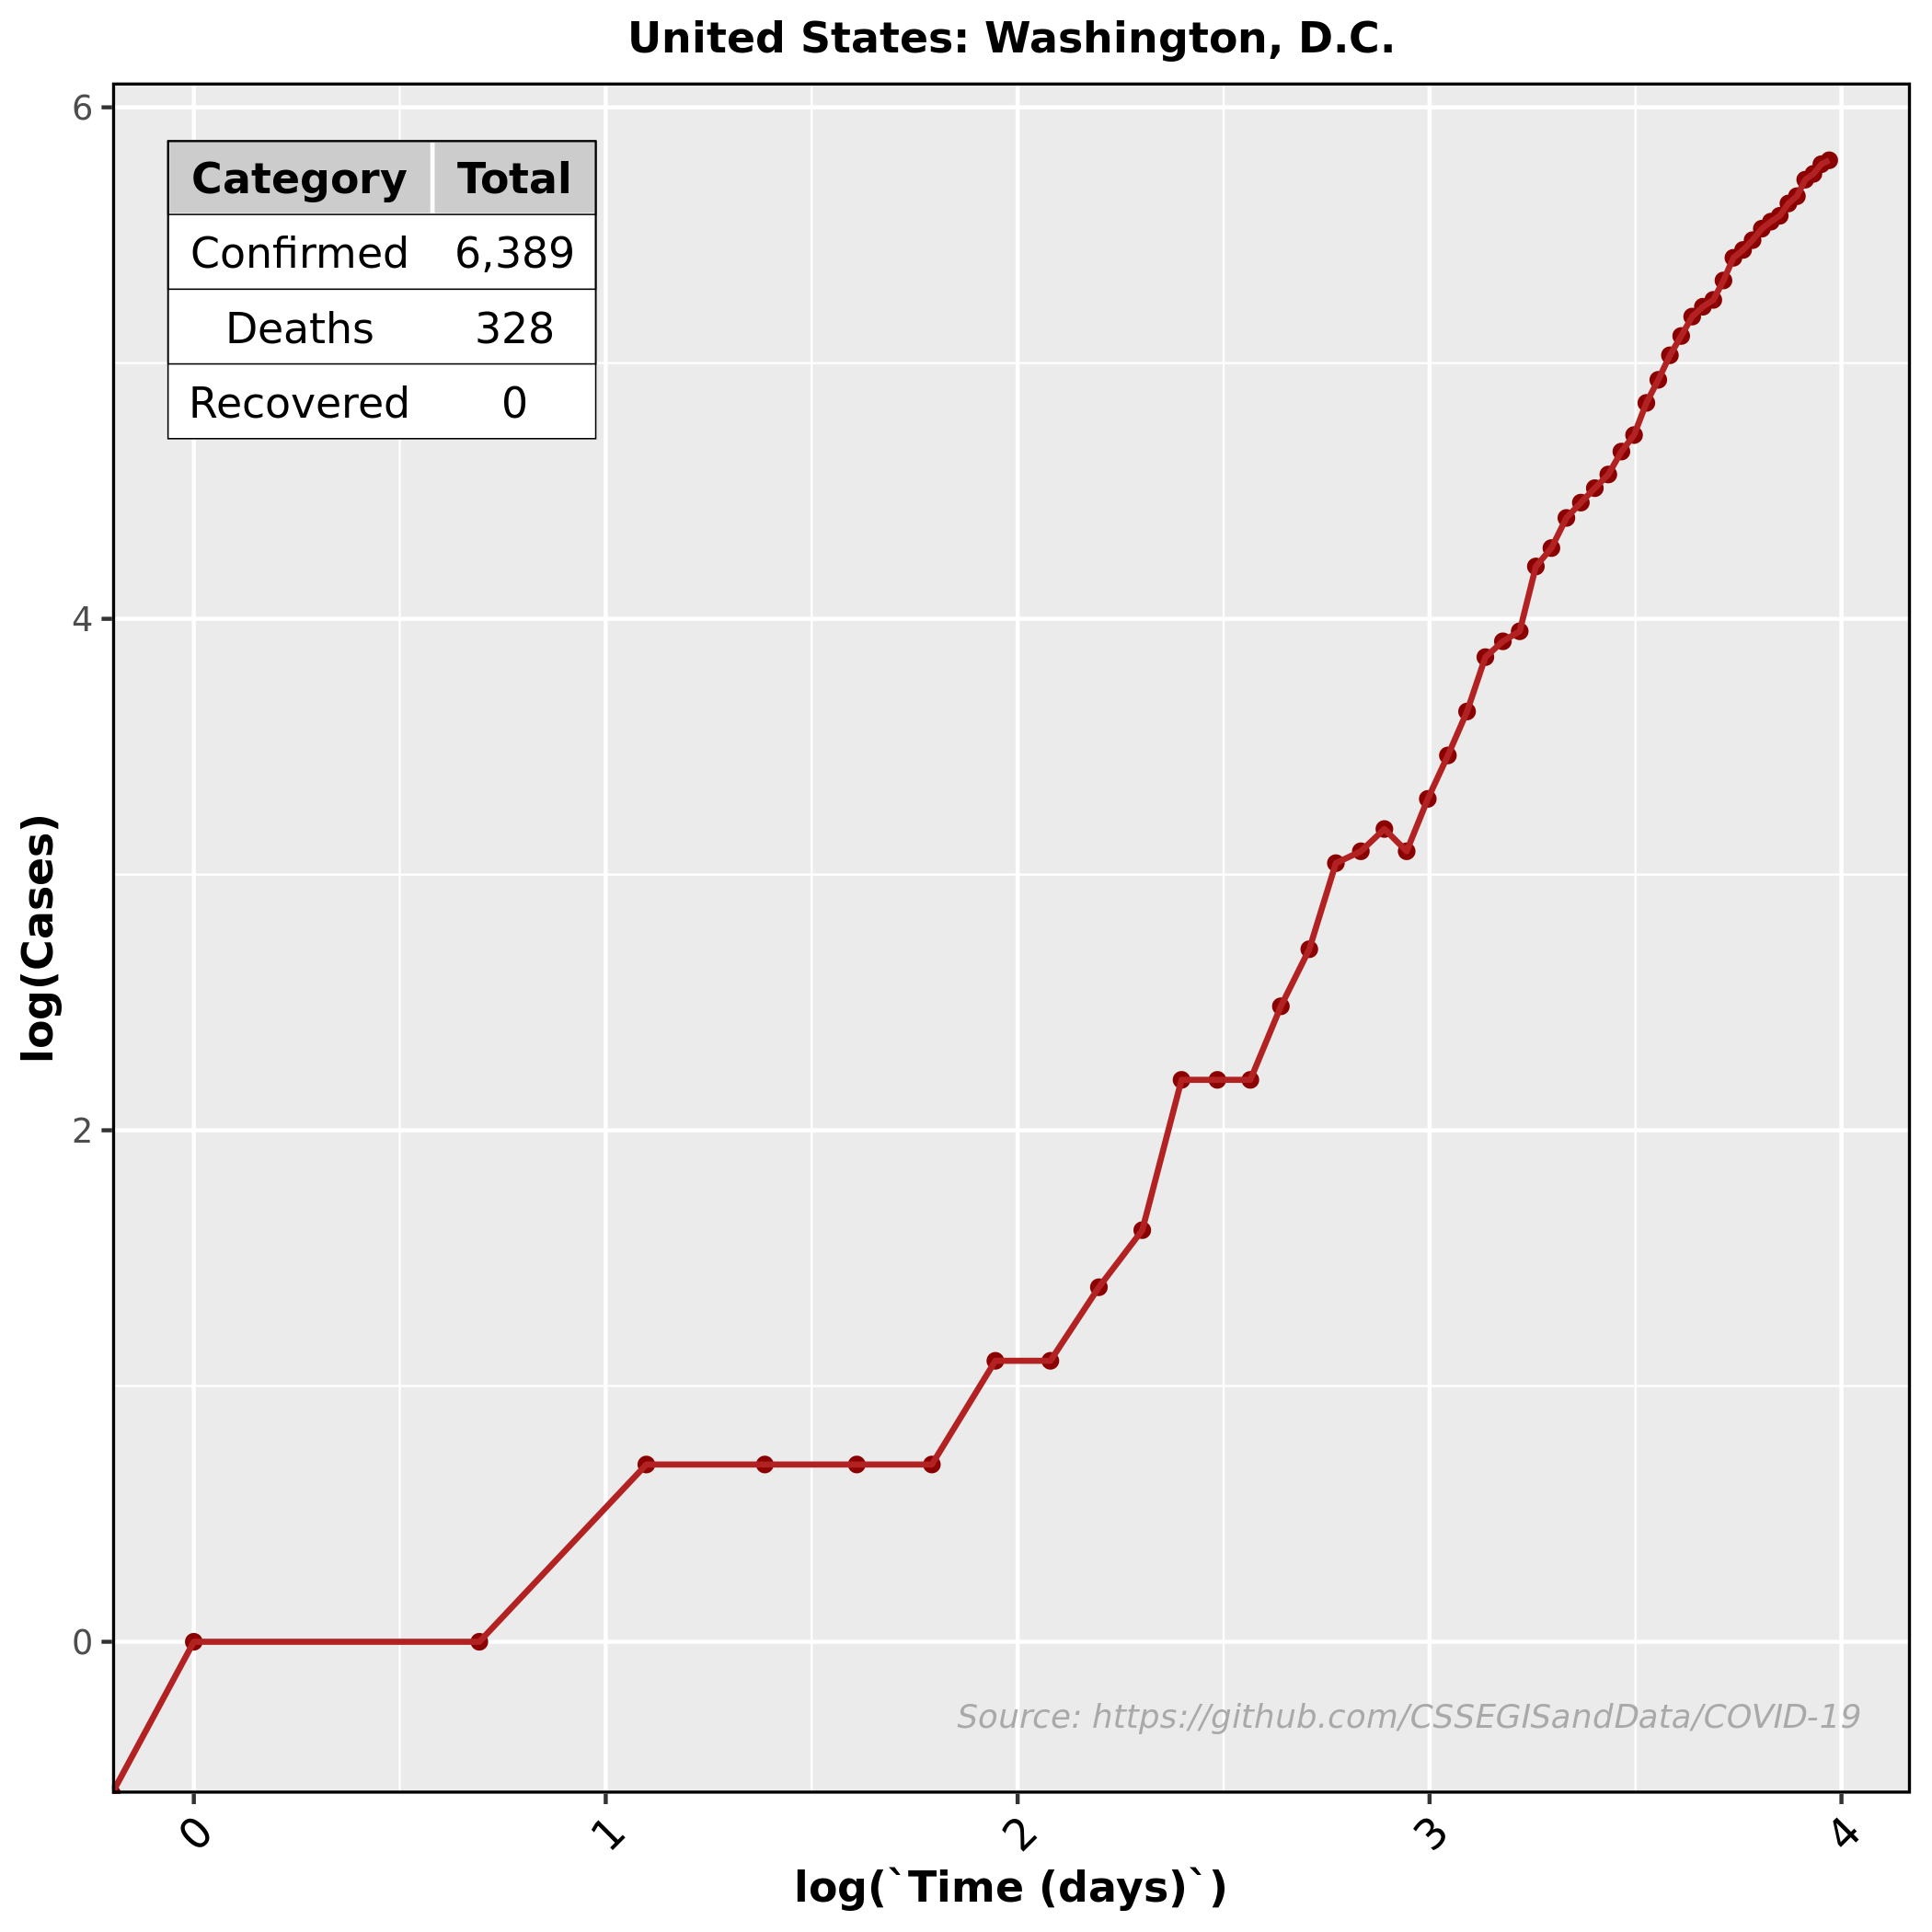 United States: Washington, D.C.
6
Category Total
Confirmed 6,389
Deaths 328
Recovered 0
4
log(Cases)
2
0
Source: https://github.com/CSSEGISandData/COVID-19
0 1 2 3 4
log(`Time (days)`)